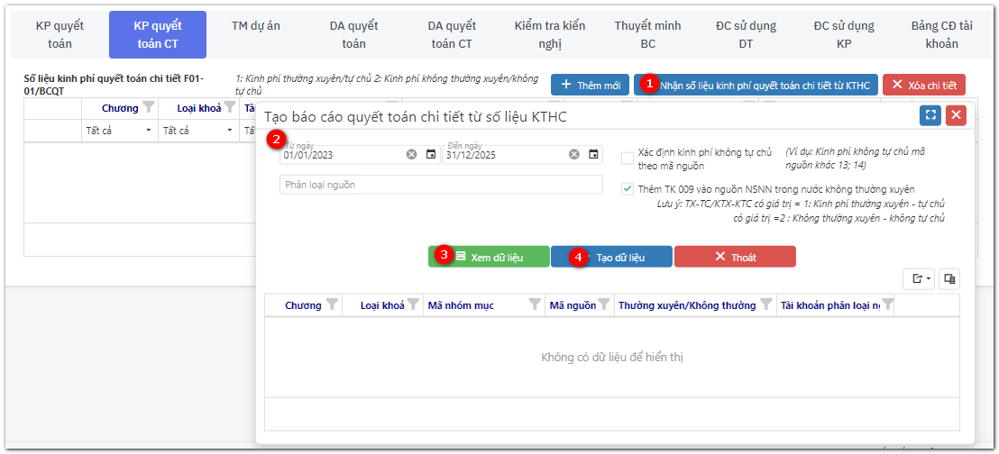 KP quyết toán
KP quyết toán CT
TM dự án
DA quyết toán
DA quyết toán CT
Kiểm tra kiến nghị
Thuyết minh BC
ĐC sử dụng DT
ĐC sử dụng KP
Bảng CĐ tài khoản
Số liệu kinh phí quyết toán chi tiết F01-
01/BCQT
1: Kinh phí thường xuyên/tự chủ 2: Kinh phí không thường xuyên/không
tự chủ
Thêm mới
1
Nhận số liệu kinh phí quyết toán chi tiết từ KTHC
Xóa chi tiết
Chương
Loại khoả
Tất cả
Tất cả
Tạo báo cáo quyết toán chi tiết từ số liệu KTHC
2
Từ ngày
01/01/2023
Đến ngày
31/12/2025
Xác định kinh phí không tự chủ
theo mã nguồn
(Ví dụ: Kinh phí không tự chủ mã
nguồn khác 13; 14)
Phân loại nguồn
Thêm TK 009 vào nguồn NSNN trong nước không thường xuyên
Lưu ý: TX-TC/KTX-KTC có giá trị = 1: Kinh phí thường xuyên - tự chủ
có giá trị =2 : Không thường xuyên - không tự chủ
3
Xem dữ liệu
4
Tạo dữ liệu
Thoát
Chương
Loại khoả
Mã nhóm mục
Mã nguồn
Thường xuyên/Không thường
Tài khoản phân loại
Không có dữ liệu để hiển thị